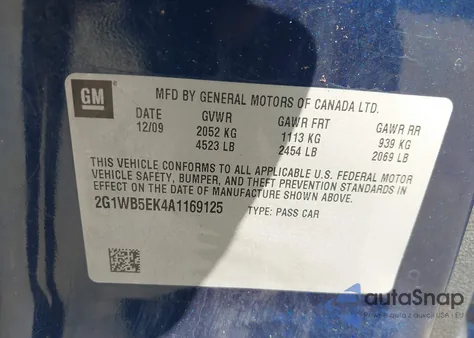 GM
MFD BY GENERAL MOTORS OF CANADA LTD.
DATE GVWR GAWR FRT GAWR RR
12/09 2052 KG 1113 KG 939 KG
4523 LB 2454 LB 2069 LB
THIS VEHICLE CONFORMS TO ALL APPLICABLE U.S. FEDERAL MOTOR
VEHICLE SAFETY, BUMPER, AND THEFT PREVENTION STANDARDS IN
EFFECT ON THE DATE OF MANUFACTURE SHOWN ABOVE.
2G1WB5EK4A1169125 TYPE: PASS CAR
autoSnap